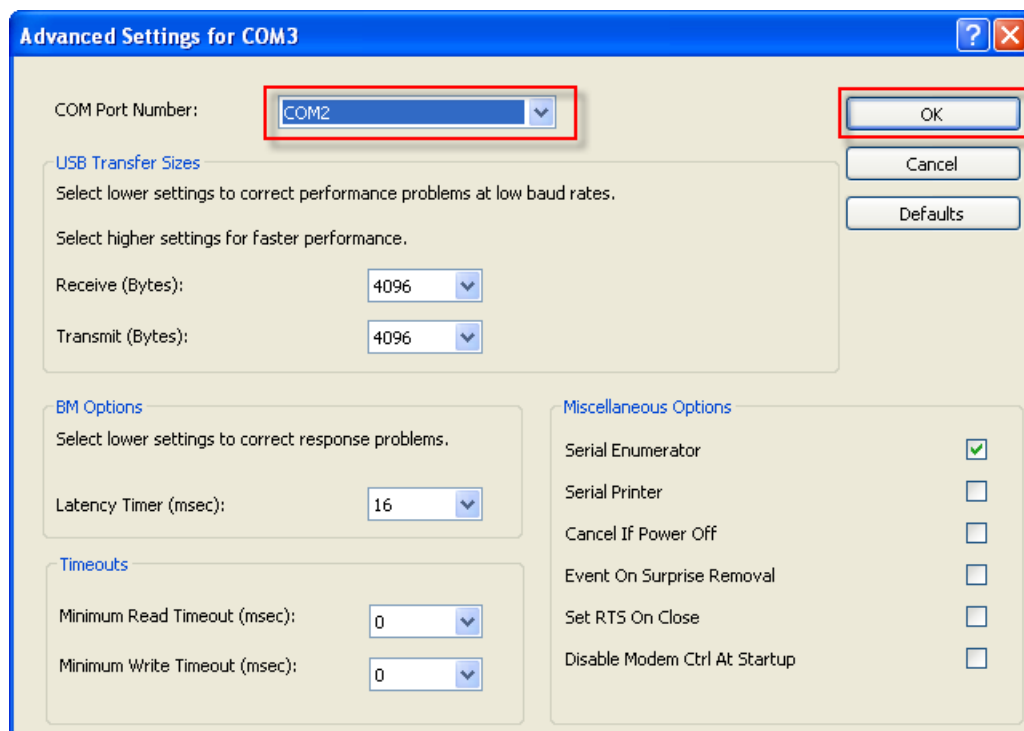 Advanced Settings for COM3
COM Port Number:
COM2
OK
Cancel
Defaults
USB Transfer Sizes
Select lower settings to correct performance problems at low baud rates.
Select higher settings for faster performance.
Receive (Bytes):
4096
Transmit (Bytes):
4096
BM Options
Select lower settings to correct response problems.
Latency Timer (msec):
16
Timeouts
Minimum Read Timeout (msec):
0
Minimum Write Timeout (msec):
0
Miscellaneous Options
Serial Enumerator
Serial Printer
Cancel If Power Off
Event On Surprise Removal
Set RTS On Close
Disable Modem Ctrl At Startup